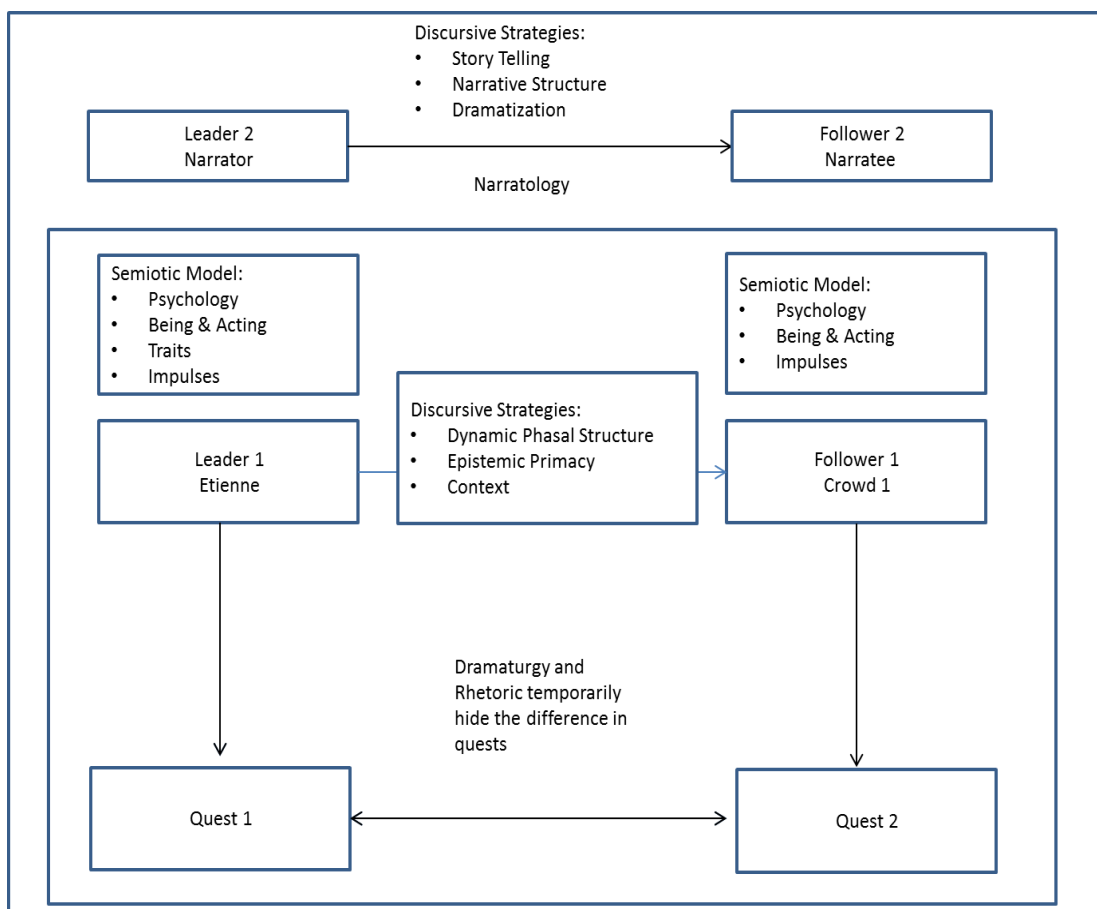 Discursive Strategies:
• Story Telling
• Narrative Structure
• Dramatization
Leader 2
Narrator
Follower 2
Narratee
Narratology
Semiotic Model:
• Psychology
• Being & Acting
• Traits
• Impulses
Semiotic Model:
• Psychology
• Being & Acting
• Impulses
Discursive Strategies:
• Dynamic Phasal Structure
• Epistemic Primacy
• Context
Leader 1
Etienne
Follower 1
Crowd 1
Dramaturgy and
Rhetoric temporarily
hide the difference in
quests
Quest 1
Quest 2